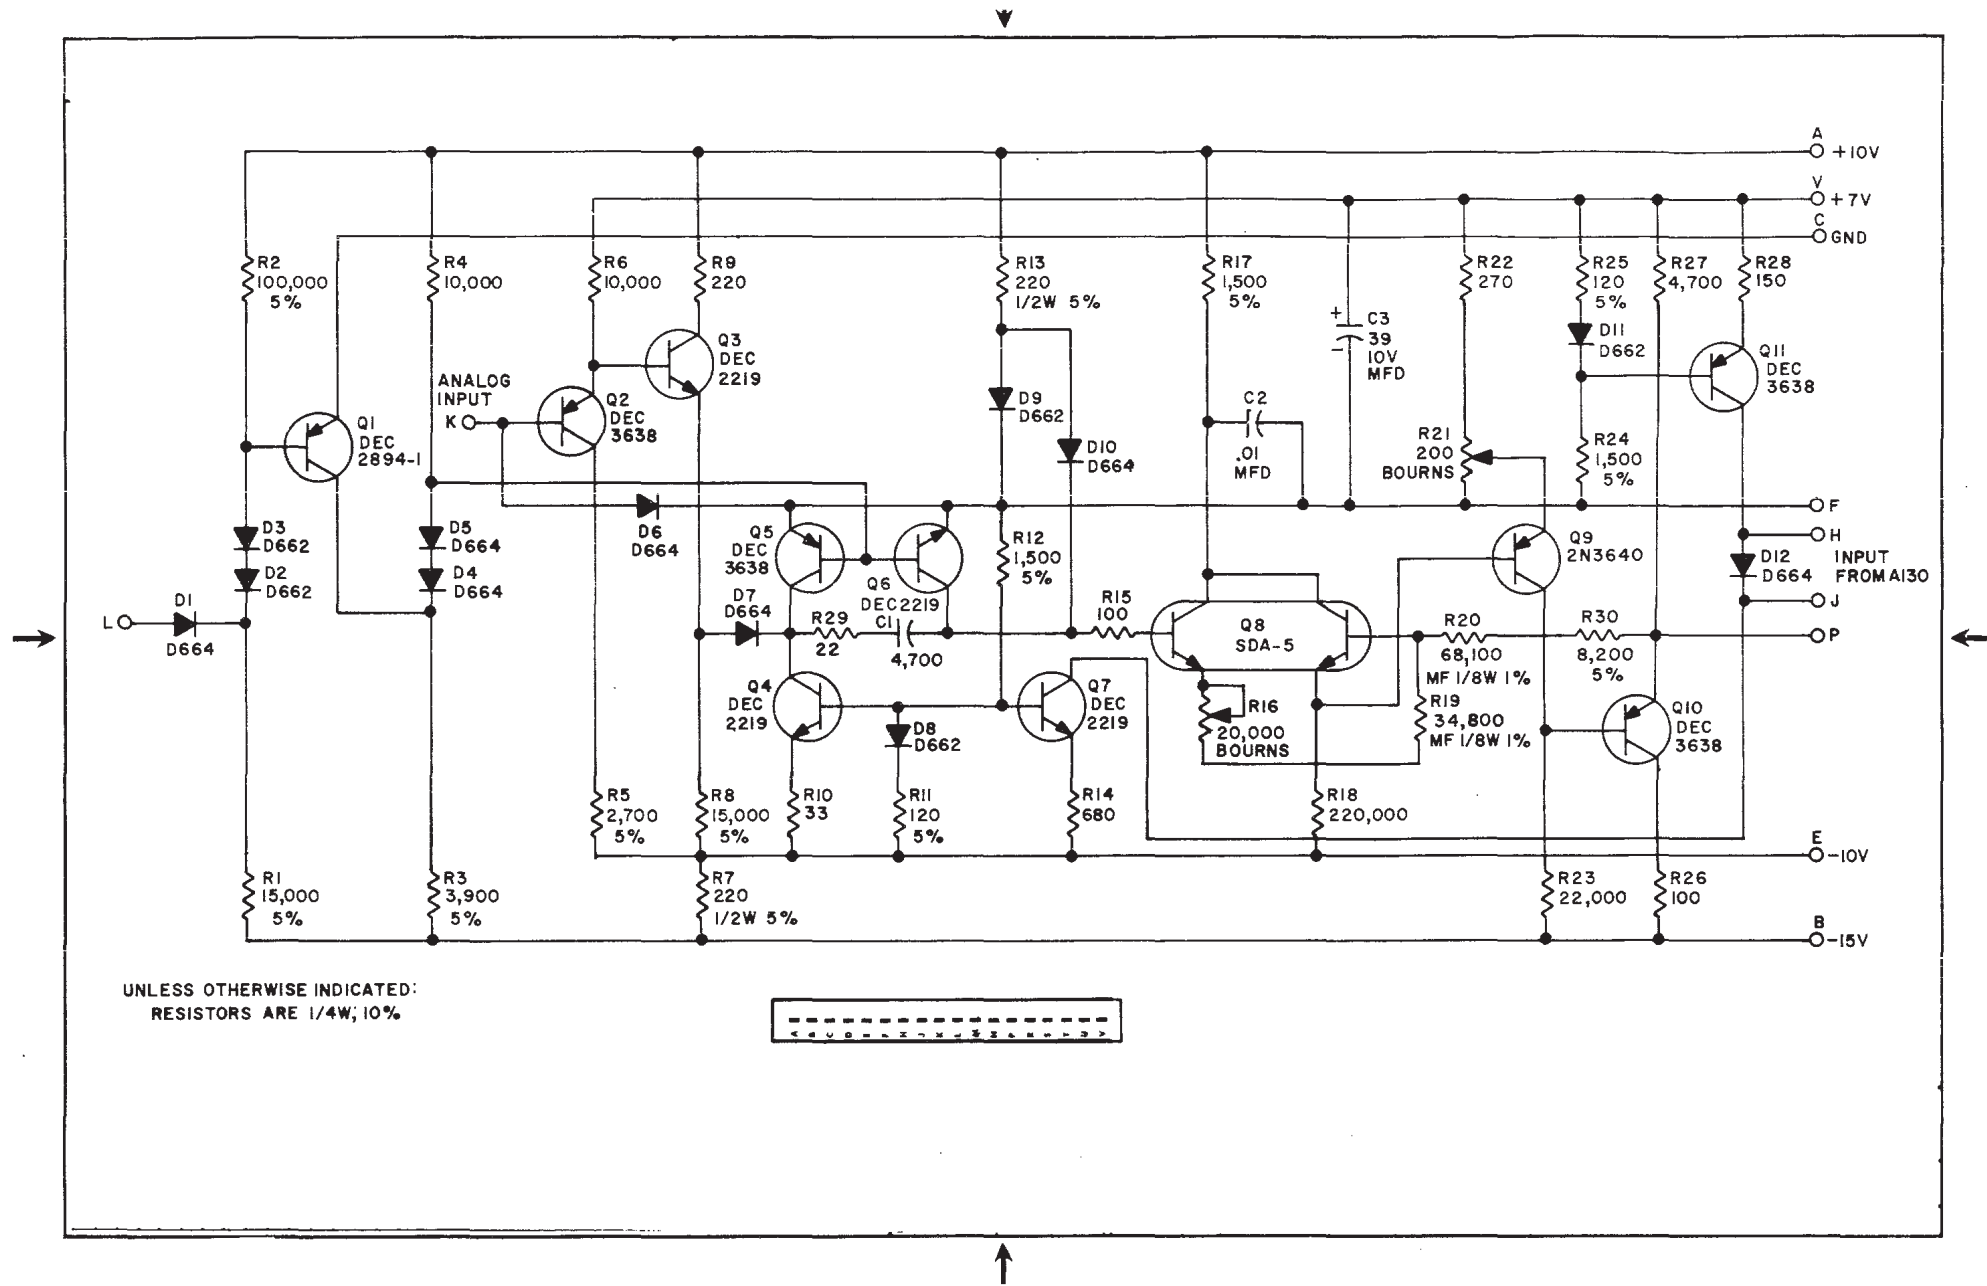 A
+10V
V
+7V
C
GND
R2
100,000
5%
R4
10,000
R6
10,000
R9
220
R13
220
1/2W 5%
R17
1,500
5%
R22
270
R25
120
5%
R27
4,700
R28
150
C3
39
10V
MFD
+
-
D11
D662
Q11
DEC
3638
Q3
DEC
2219
ANALOG
INPUT
K
Q2
DEC
3638
Q1
DEC
2894-1
D9
D662
D10
D664
C2
.01
MFD
R21
200
BOURNS
R24
1,500
5%
F
H
INPUT
FROM A130
J
P
D3
D662
D2
D662
D5
D664
D4
D664
D6
D664
Q5
DEC
3638
Q6
DEC 2219
R12
1,500
5%
Q9
2N3640
D12
D664
L
D1
D664
D7
D664
R29
22
C1
4,700
R15
100
Q8
SDA-5
R20
68,100
MF 1/8W 1%
R30
8,200
5%
Q4
DEC
2219
D8
D662
Q7
DEC
2219
R16
20,000
BOURNS
R19
34,800
MF 1/8W 1%
Q10
DEC
3638
R5
2,700
5%
R8
15,000
5%
R10
33
R11
120
5%
R14
680
R18
220,000
E
-10V
R1
15,000
5%
R3
3,900
5%
R7
220
1/2W 5%
R23
22,000
R26
100
B
-15V
UNLESS OTHERWISE INDICATED:
RESISTORS ARE 1/4W; 10%
A B C D E F H J K L M N P R S T U V